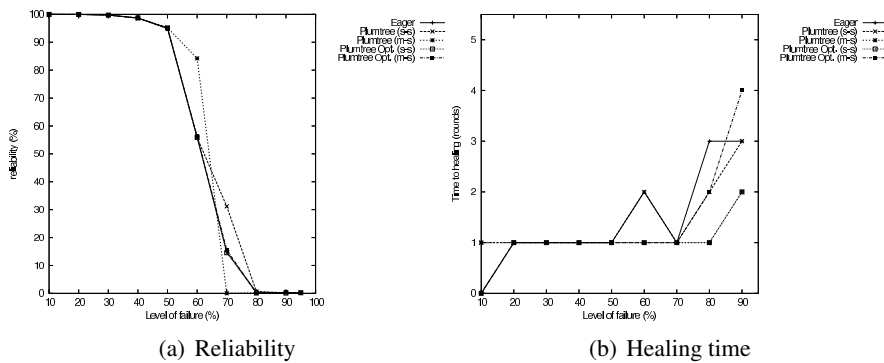 Eager
Plumtree (s-s)
Plumtree (m-s)
Plumtree Opt. (s-s)
Plumtree Opt. (m-s)
reliability (%)
100
90
80
70
60
50
40
30
20
10
0
10 20 30 40 50 60 70 80 90 100
Level of failure (%)
(a) Reliability
Eager
Plumtree (s-s)
Plumtree (m-s)
Plumtree Opt. (s-s)
Plumtree Opt. (m-s)
Time to healing (rounds)
5
4
3
2
1
0
10 20 30 40 50 60 70 80 90
Level of failure (%)
(b) Healing time